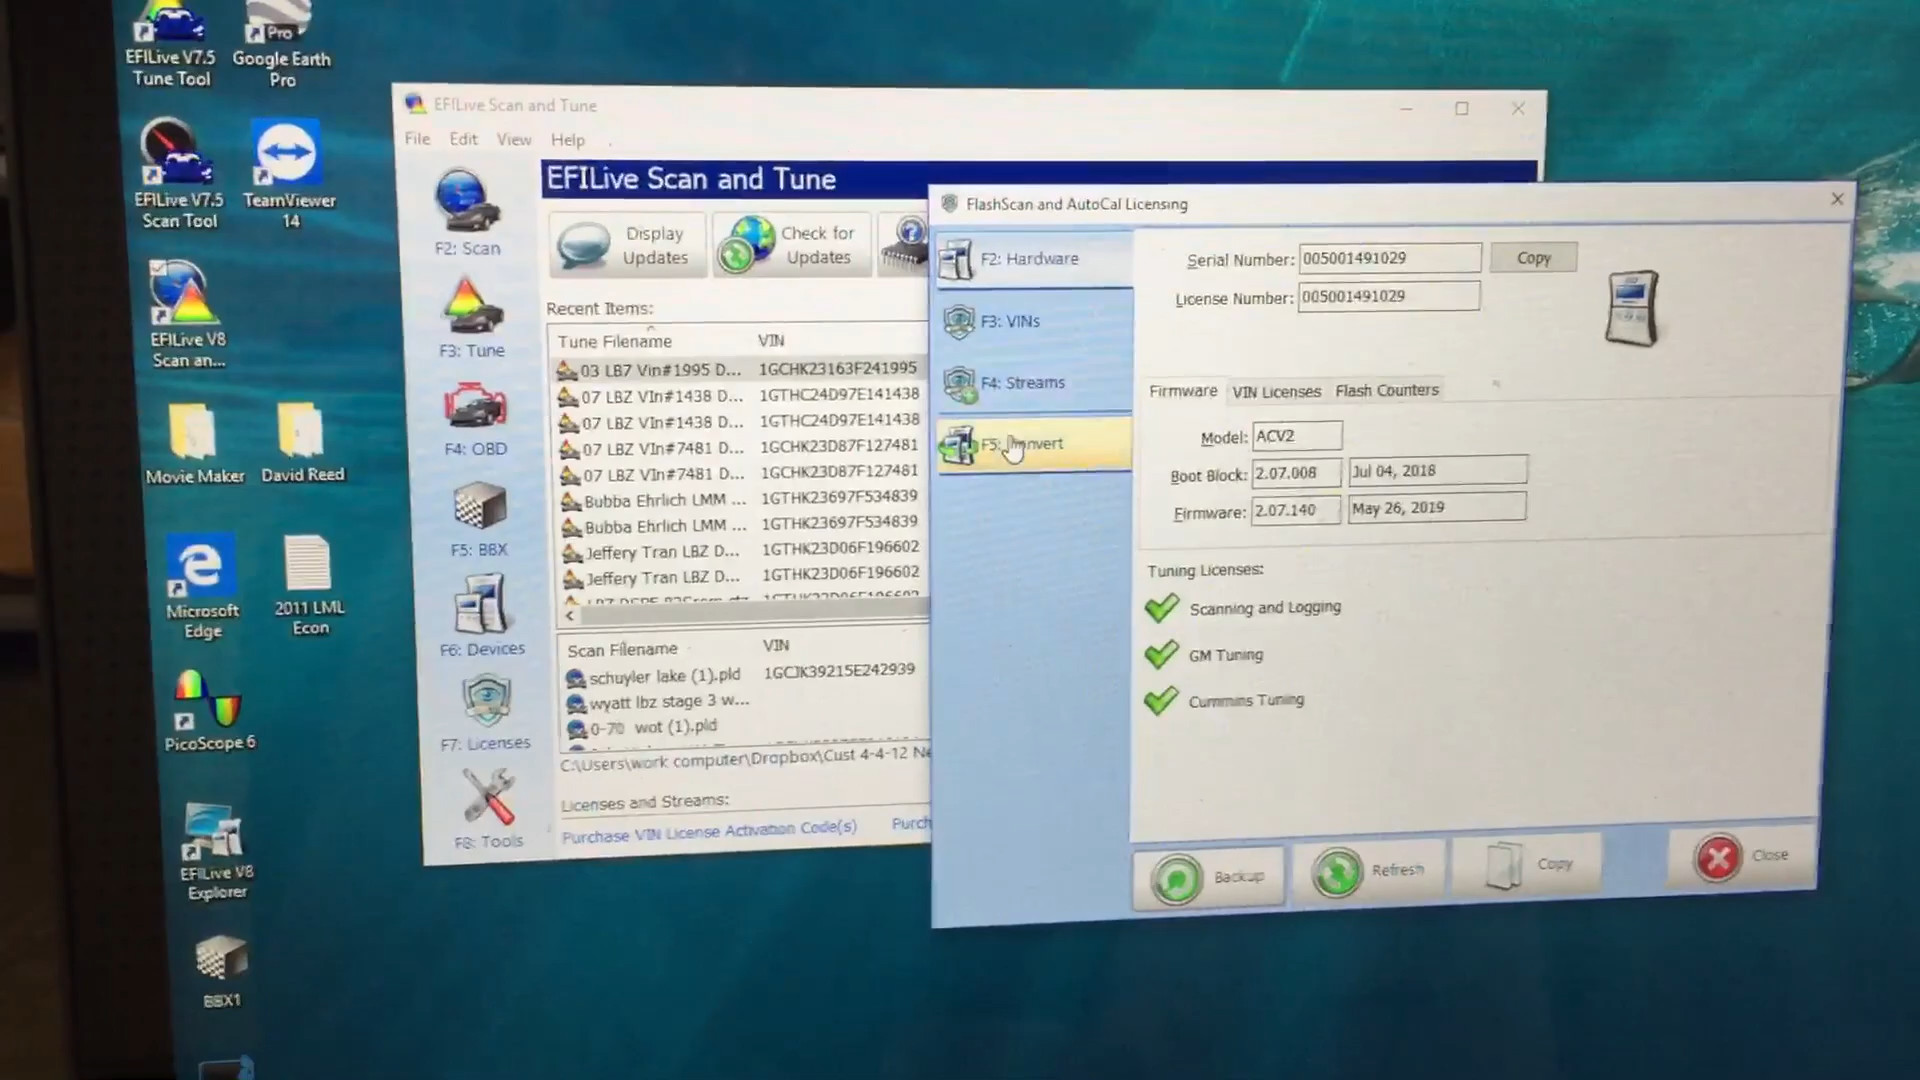 EFILive V7.5
Tune Tool
Pro
Google Earth
Pro
EFILive V7.5
Scan Tool
TeamViewer
14
EFILive V8
Scan an...
Movie Maker
David Reed
Microsoft
Edge
2011 LML
Econ
PicoScope 6
EFILive V8
Explorer
BBX1
EFILive Scan and Tune
File Edit View Help
EFILive Scan and Tune
F2: Scan
F3: Tune
F4: OBD
F5: BBX
F6: Devices
F7: Licenses
F8: Tools
Display
Updates
Check for
Updates
Recent Items:
Tune Filename VIN
03 LB7 Vin#1995 D... 1GCHK23163F241995
07 LBZ VIn#1438 D... 1GTHC24D97E141438
07 LBZ VIn#1438 D... 1GTHC24D97E141438
07 LBZ VIn#7481 D... 1GCHK23D87F127481
07 LBZ VIn#7481 D... 1GCHK23D87F127481
Bubba Ehrlich LMM ... 1GTHK23697F534839
Bubba Ehrlich LMM ... 1GTHK23697F534839
Jeffery Tran LBZ D... 1GTHK23D06F196602
Jeffery Tran LBZ D... 1GTHK23D06F196602
Scan Filename VIN
schuyler lake (1).pld 1GCJK39215E242939
wyatt lbz stage 3 w...
0-70 wot (1).pld
C:\Users\work computer\Dropbox\Cust 4-4-12 Ne
Licenses and Streams:
Purchase VIN License Activation Code(s) Purch
FlashScan and AutoCal Licensing
F2: Hardware
F3: VINs
F4: Streams
F5:
Serial Number: 005001491029 Copy
License Number: 005001491029
Firmware VIN Licenses Flash Counters
Model: ACV2
Boot Block: 2.07.008 Jul 04, 2018
Firmware: 2.07.140 May 26, 2019
Tuning Licenses:
Scanning and Logging
GM Tuning
Cummins Tuning
Backup Refresh Copy Close